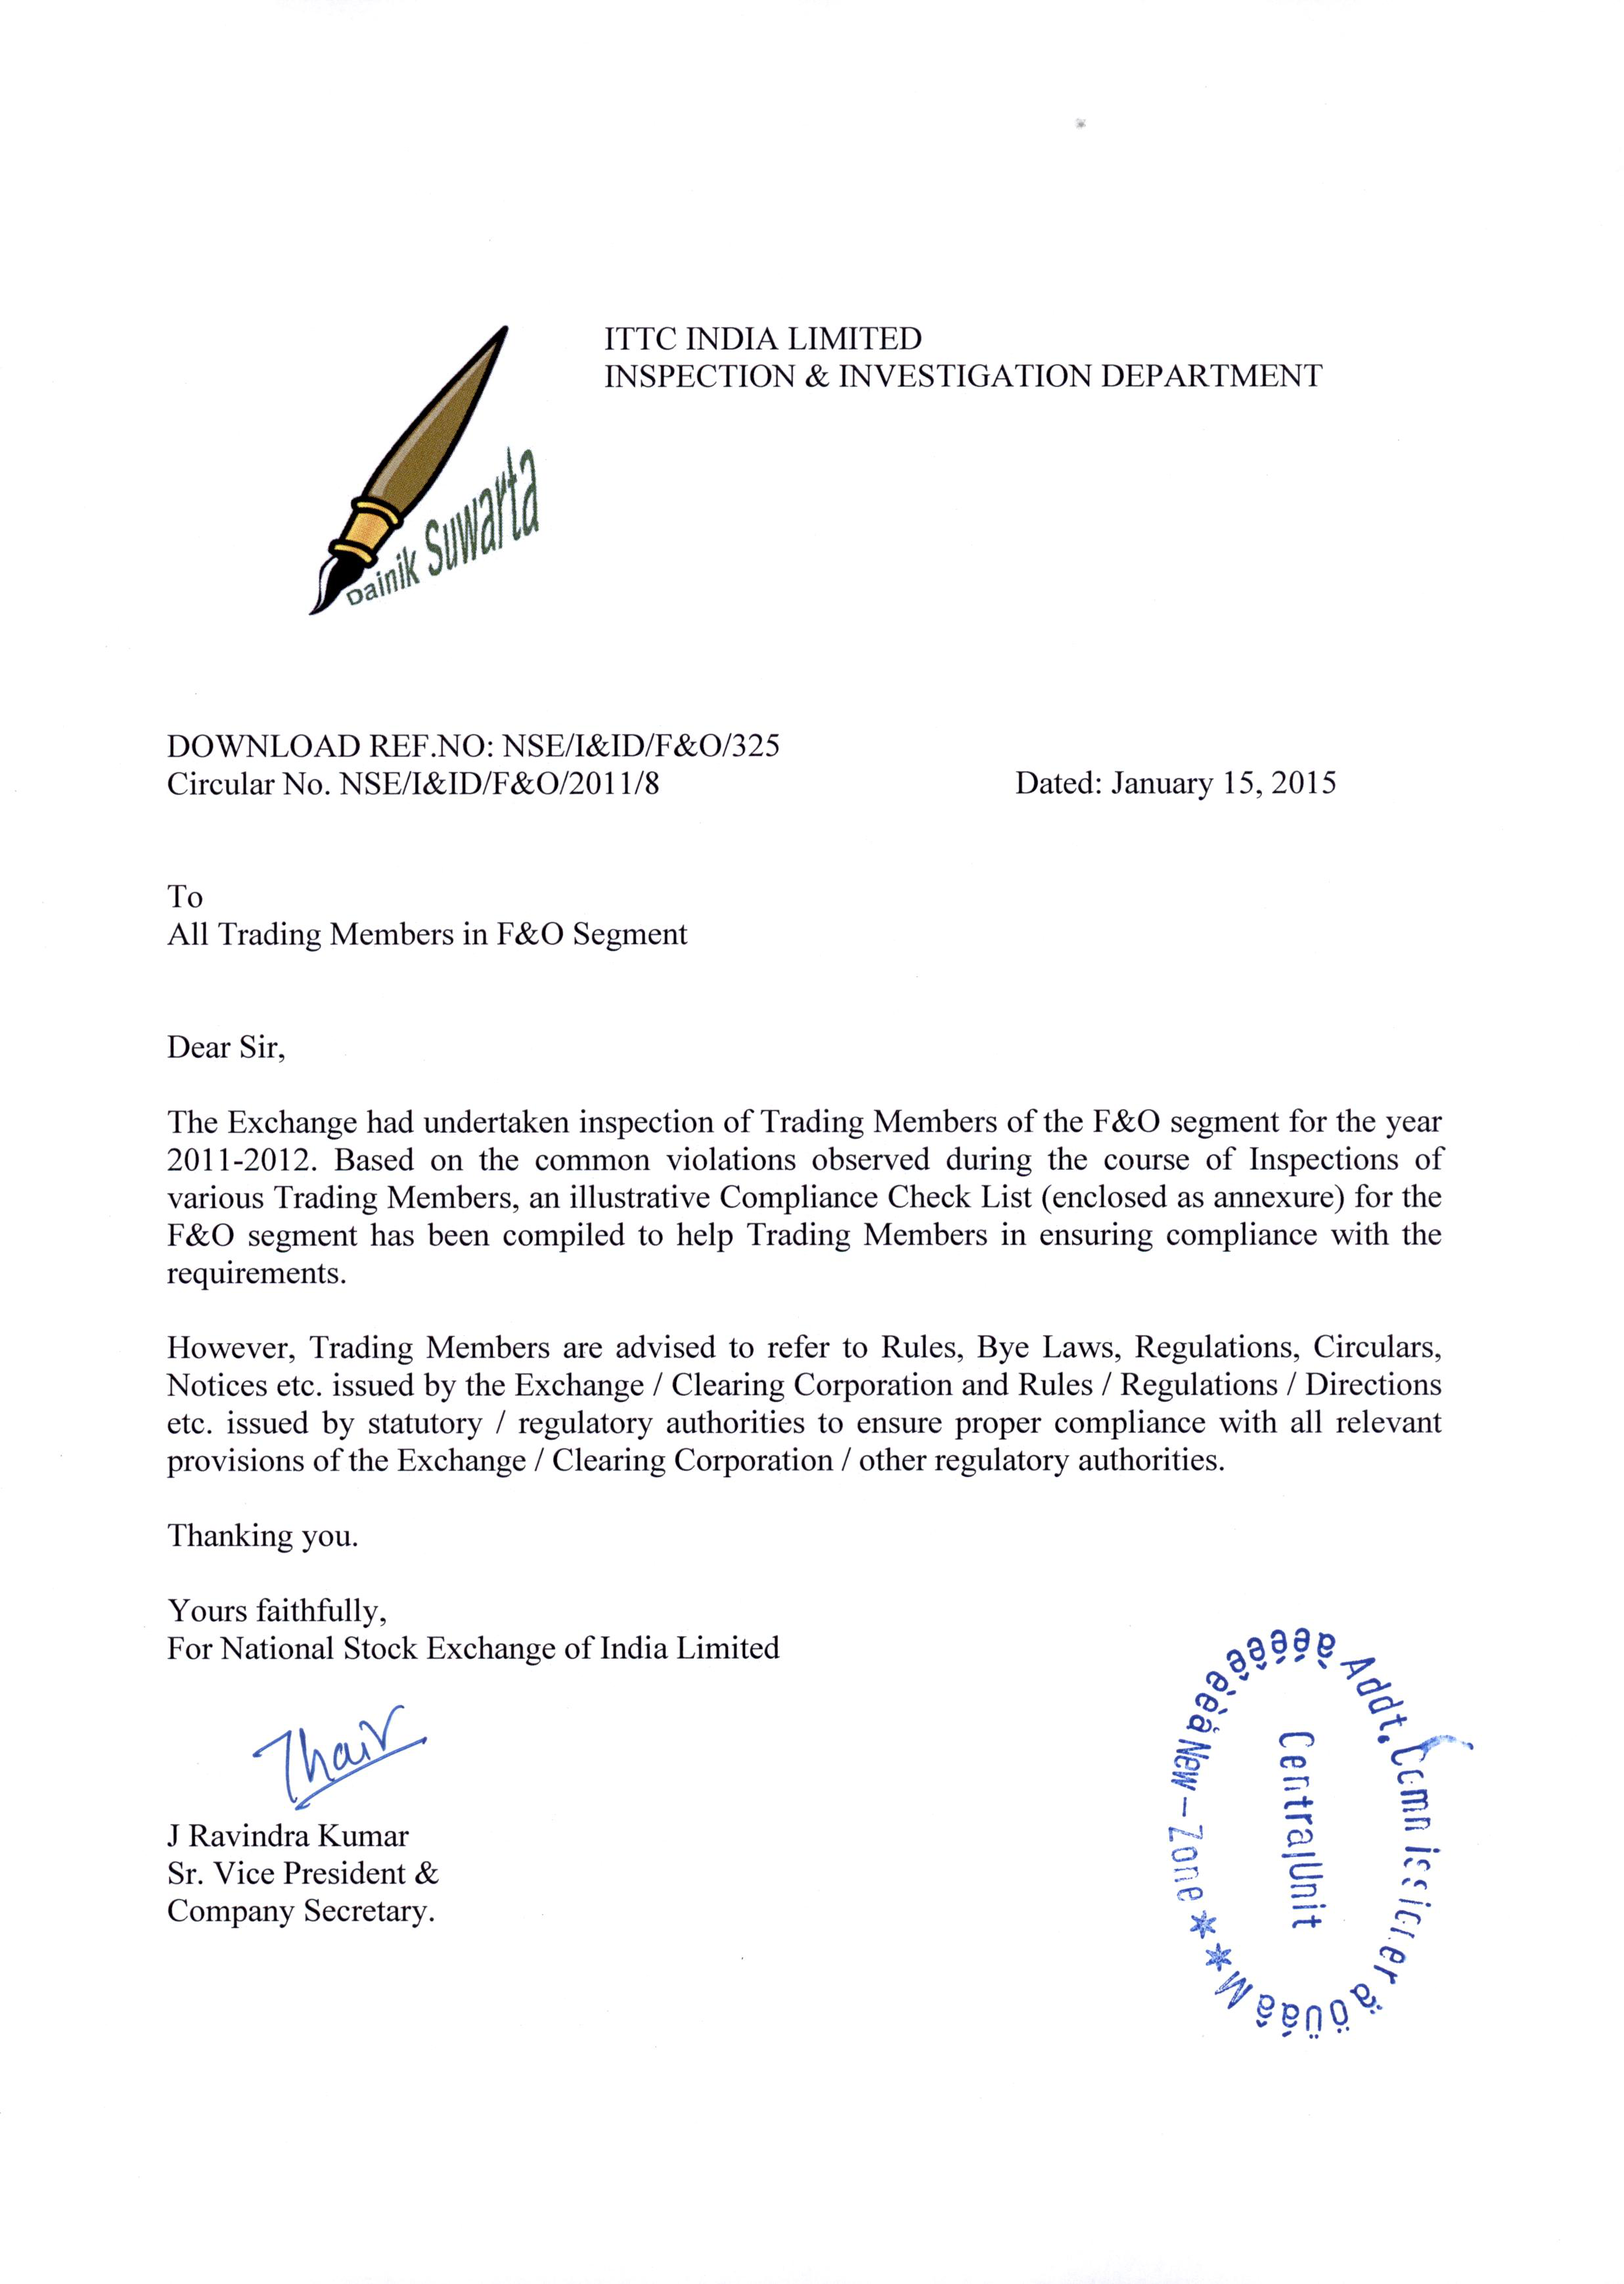 ITTC INDIA LIMITED
INSPECTION & INVESTIGATION DEPARTMENT
Dainik Suwarta
DOWNLOAD REF.NO: NSE/I&ID/F&O/325
Circular No. NSE/I&ID/F&O/2011/8 Dated: January 15, 2015
To
All Trading Members in F&O Segment
Dear Sir,
The Exchange had undertaken inspection of Trading Members of the F&O segment for the year
2011-2012. Based on the common violations observed during the course of Inspections of
various Trading Members, an illustrative Compliance Check List (enclosed as annexure) for the
F&O segment has been compiled to help Trading Members in ensuring compliance with the
requirements.
However, Trading Members are advised to refer to Rules, Bye Laws, Regulations, Circulars,
Notices etc. issued by the Exchange / Clearing Corporation and Rules / Regulations / Directions
etc. issued by statutory / regulatory authorities to ensure proper compliance with all relevant
provisions of the Exchange / Clearing Corporation / other regulatory authorities.
Thanking you.
Yours faithfully,
For National Stock Exchange of India Limited
J Ravindra Kumar
Sr. Vice President &
Company Secretary.
Addt. Commissioner
Central Unit
New-Zone **